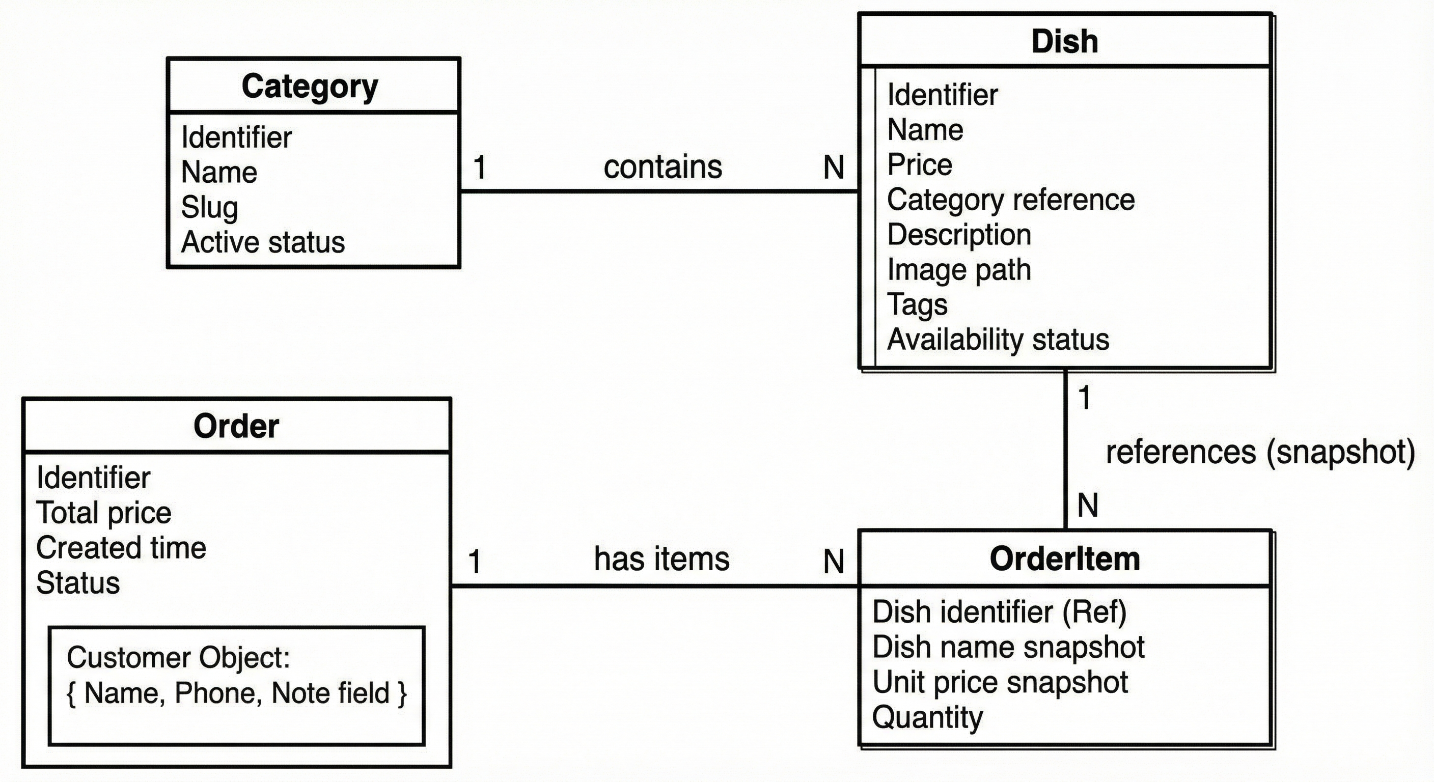 Category
Identifier
Name
Slug
Active status
1
contains
N
Dish
Identifier
Name
Price
Category reference
Description
Image path
Tags
Availability status
1
references (snapshot)
N
Order
Identifier
Total price
Created time
Status
Customer Object:
{ Name, Phone, Note field }
1
has items
N
OrderItem
Dish identifier (Ref)
Dish name snapshot
Unit price snapshot
Quantity